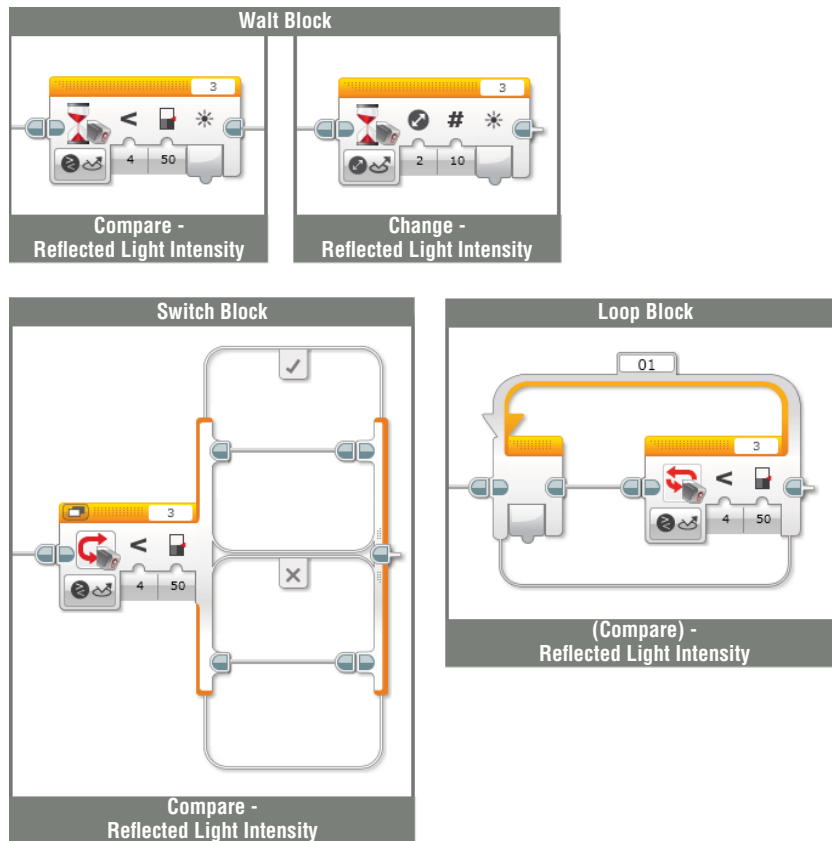 Walt Block
3
3
<
#
4 50
2 10
Compare -
Reflected Light Intensity
Change -
Reflected Light Intensity
Switch Block
3
<
4 50
Compare -
Reflected Light Intensity
Loop Block
01
3
<
4 50
(Compare) -
Reflected Light Intensity